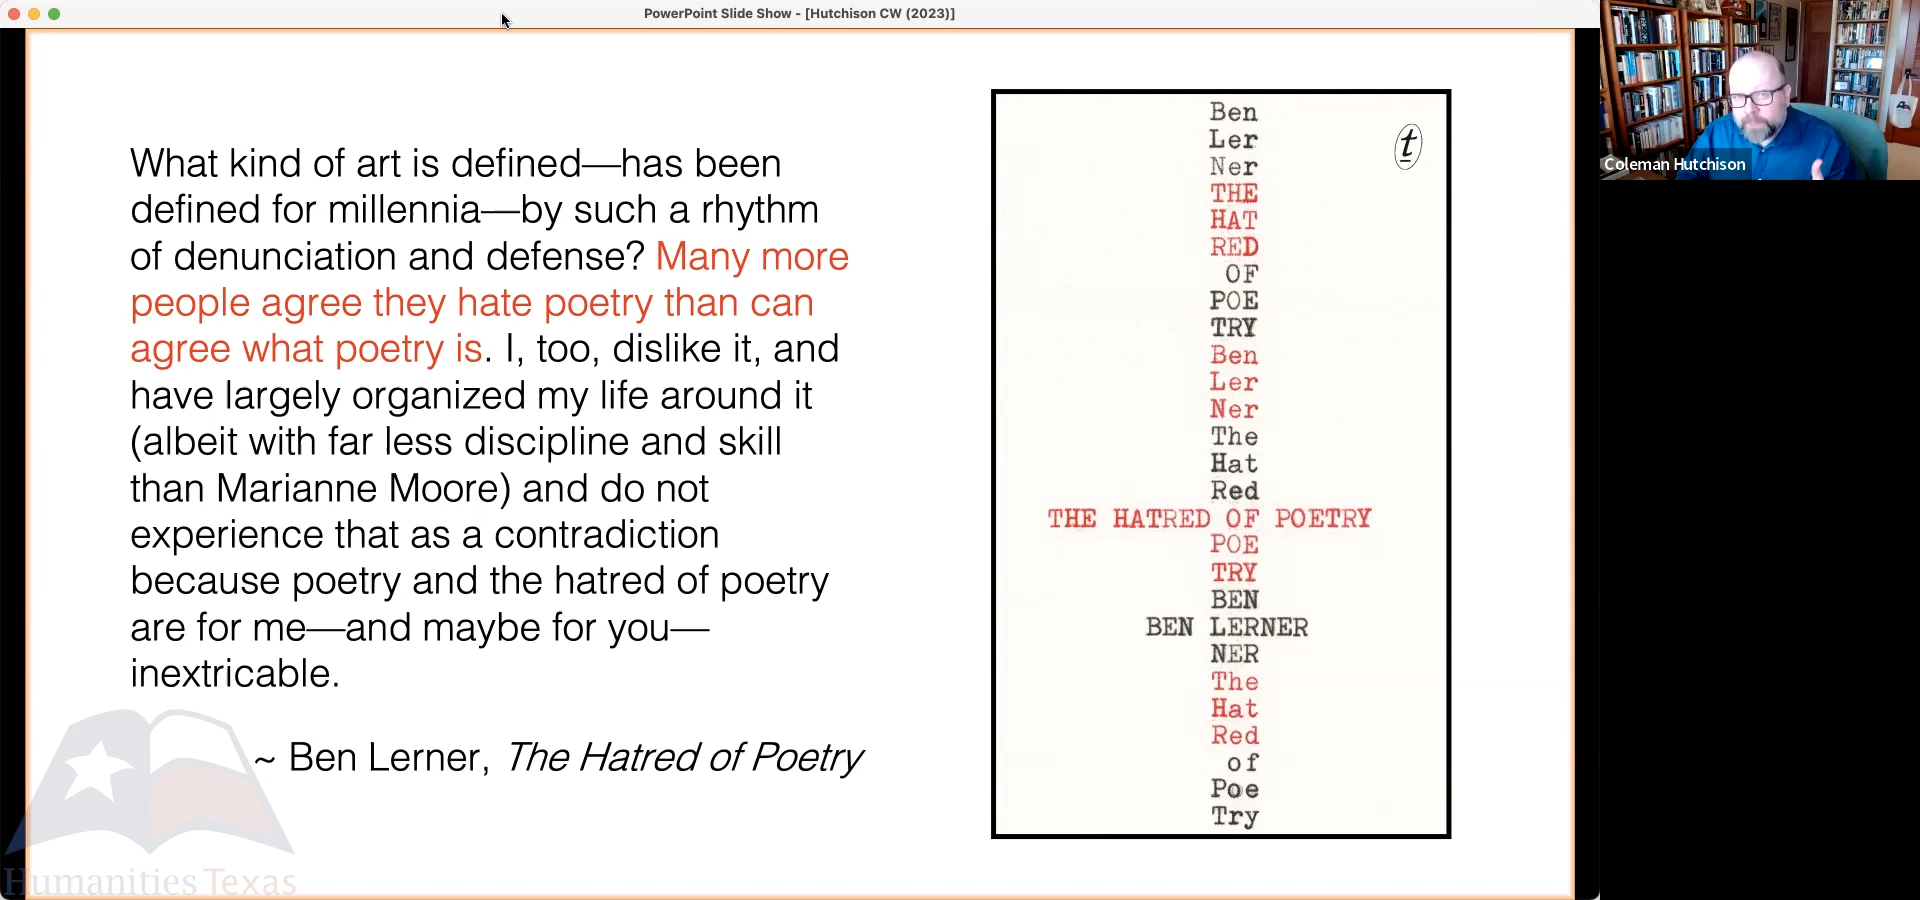 PowerPoint Slide Show - [Hutchison CW (2023)]
What kind of art is defined—has been
defined for millennia—by such a rhythm
of denunciation and defense? Many more
people agree they hate poetry than can
agree what poetry is. I, too, dislike it, and
have largely organized my life around it
(albeit with far less discipline and skill
than Marianne Moore) and do not
experience that as a contradiction
because poetry and the hatred of poetry
are for me—and maybe for you—
inextricable.
~ Ben Lerner, The Hatred of Poetry
Humanities Texas
Ben
Ler
Ner
THE
HAT
RED
OF
POE
TRY
Ben
Ler
Ner
The
Hat
Red
THE HATRED OF POETRY
POE
TRY
BEN
BEN LERNER
NER
The
Hat
Red
of
Poe
Try
t
Coleman Hutchison